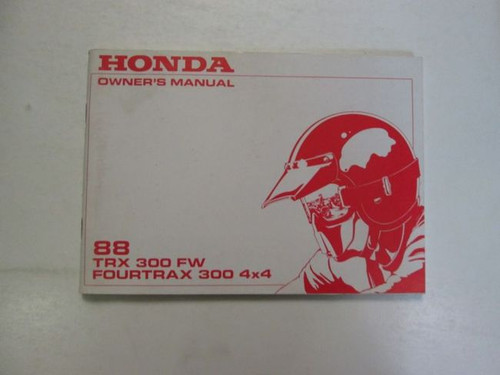 HONDA
OWNER'S MANUAL
88
TRX 300 FW
FOURTRAX 300 4x4